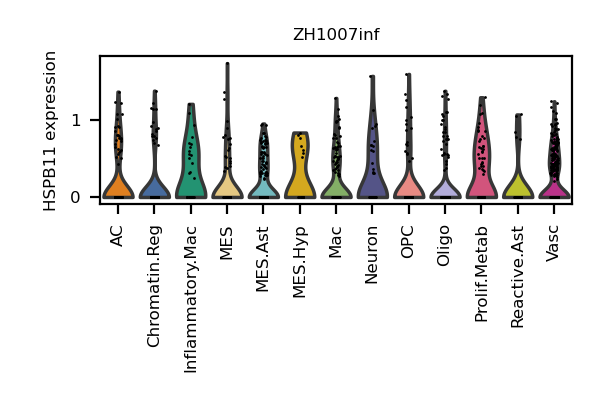 ZH1007inf
HSPB11 expression
1
0
AC
Chromatin.Reg
Inflammatory.Mac
MES
MES.Ast
MES.Hyp
Mac
Neuron
OPC
Oligo
Prolif.Metab
Reactive.Ast
Vasc